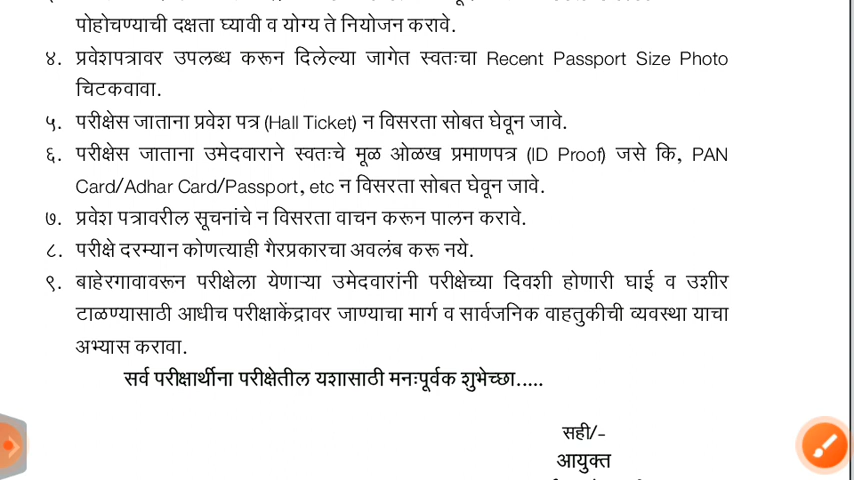 पोहोचण्याची दक्षता घ्यावी व योग्य ते नियोजन करावे.
४. प्रवेशपत्रावर उपलब्ध करून दिलेल्या जागेत स्वतःचा Recent Passport Size Photo
चिटकवावा.
५. परीक्षेस जाताना प्रवेश पत्र (Hall Ticket) न विसरता सोबत घेवून जावे.
६. परीक्षेस जाताना उमेदवाराने स्वतःचे मूळ ओळख प्रमाणपत्र (ID Proof) जसे कि, PAN
Card/Adhar Card/Passport, etc न विसरता सोबत घेवून जावे.
७. प्रवेश पत्रावरील सूचनांचे न विसरता वाचन करून पालन करावे.
८. परीक्षे दरम्यान कोणत्याही गैरप्रकारचा अवलंब करू नये.
९. बाहेरगावावरून परीक्षेला येणाऱ्या उमेदवारांनी परीक्षेच्या दिवशी होणारी घाई व उशीर
टाळण्यासाठी आधीच परीक्षाकेंद्रावर जाण्याचा मार्ग व सार्वजनिक वाहतुकीची व्यवस्था याचा
अभ्यास करावा.
सर्व परीक्षार्थीना परीक्षेतील यशासाठी मनःपूर्वक शुभेच्छा.....
सही/-
आयुक्त